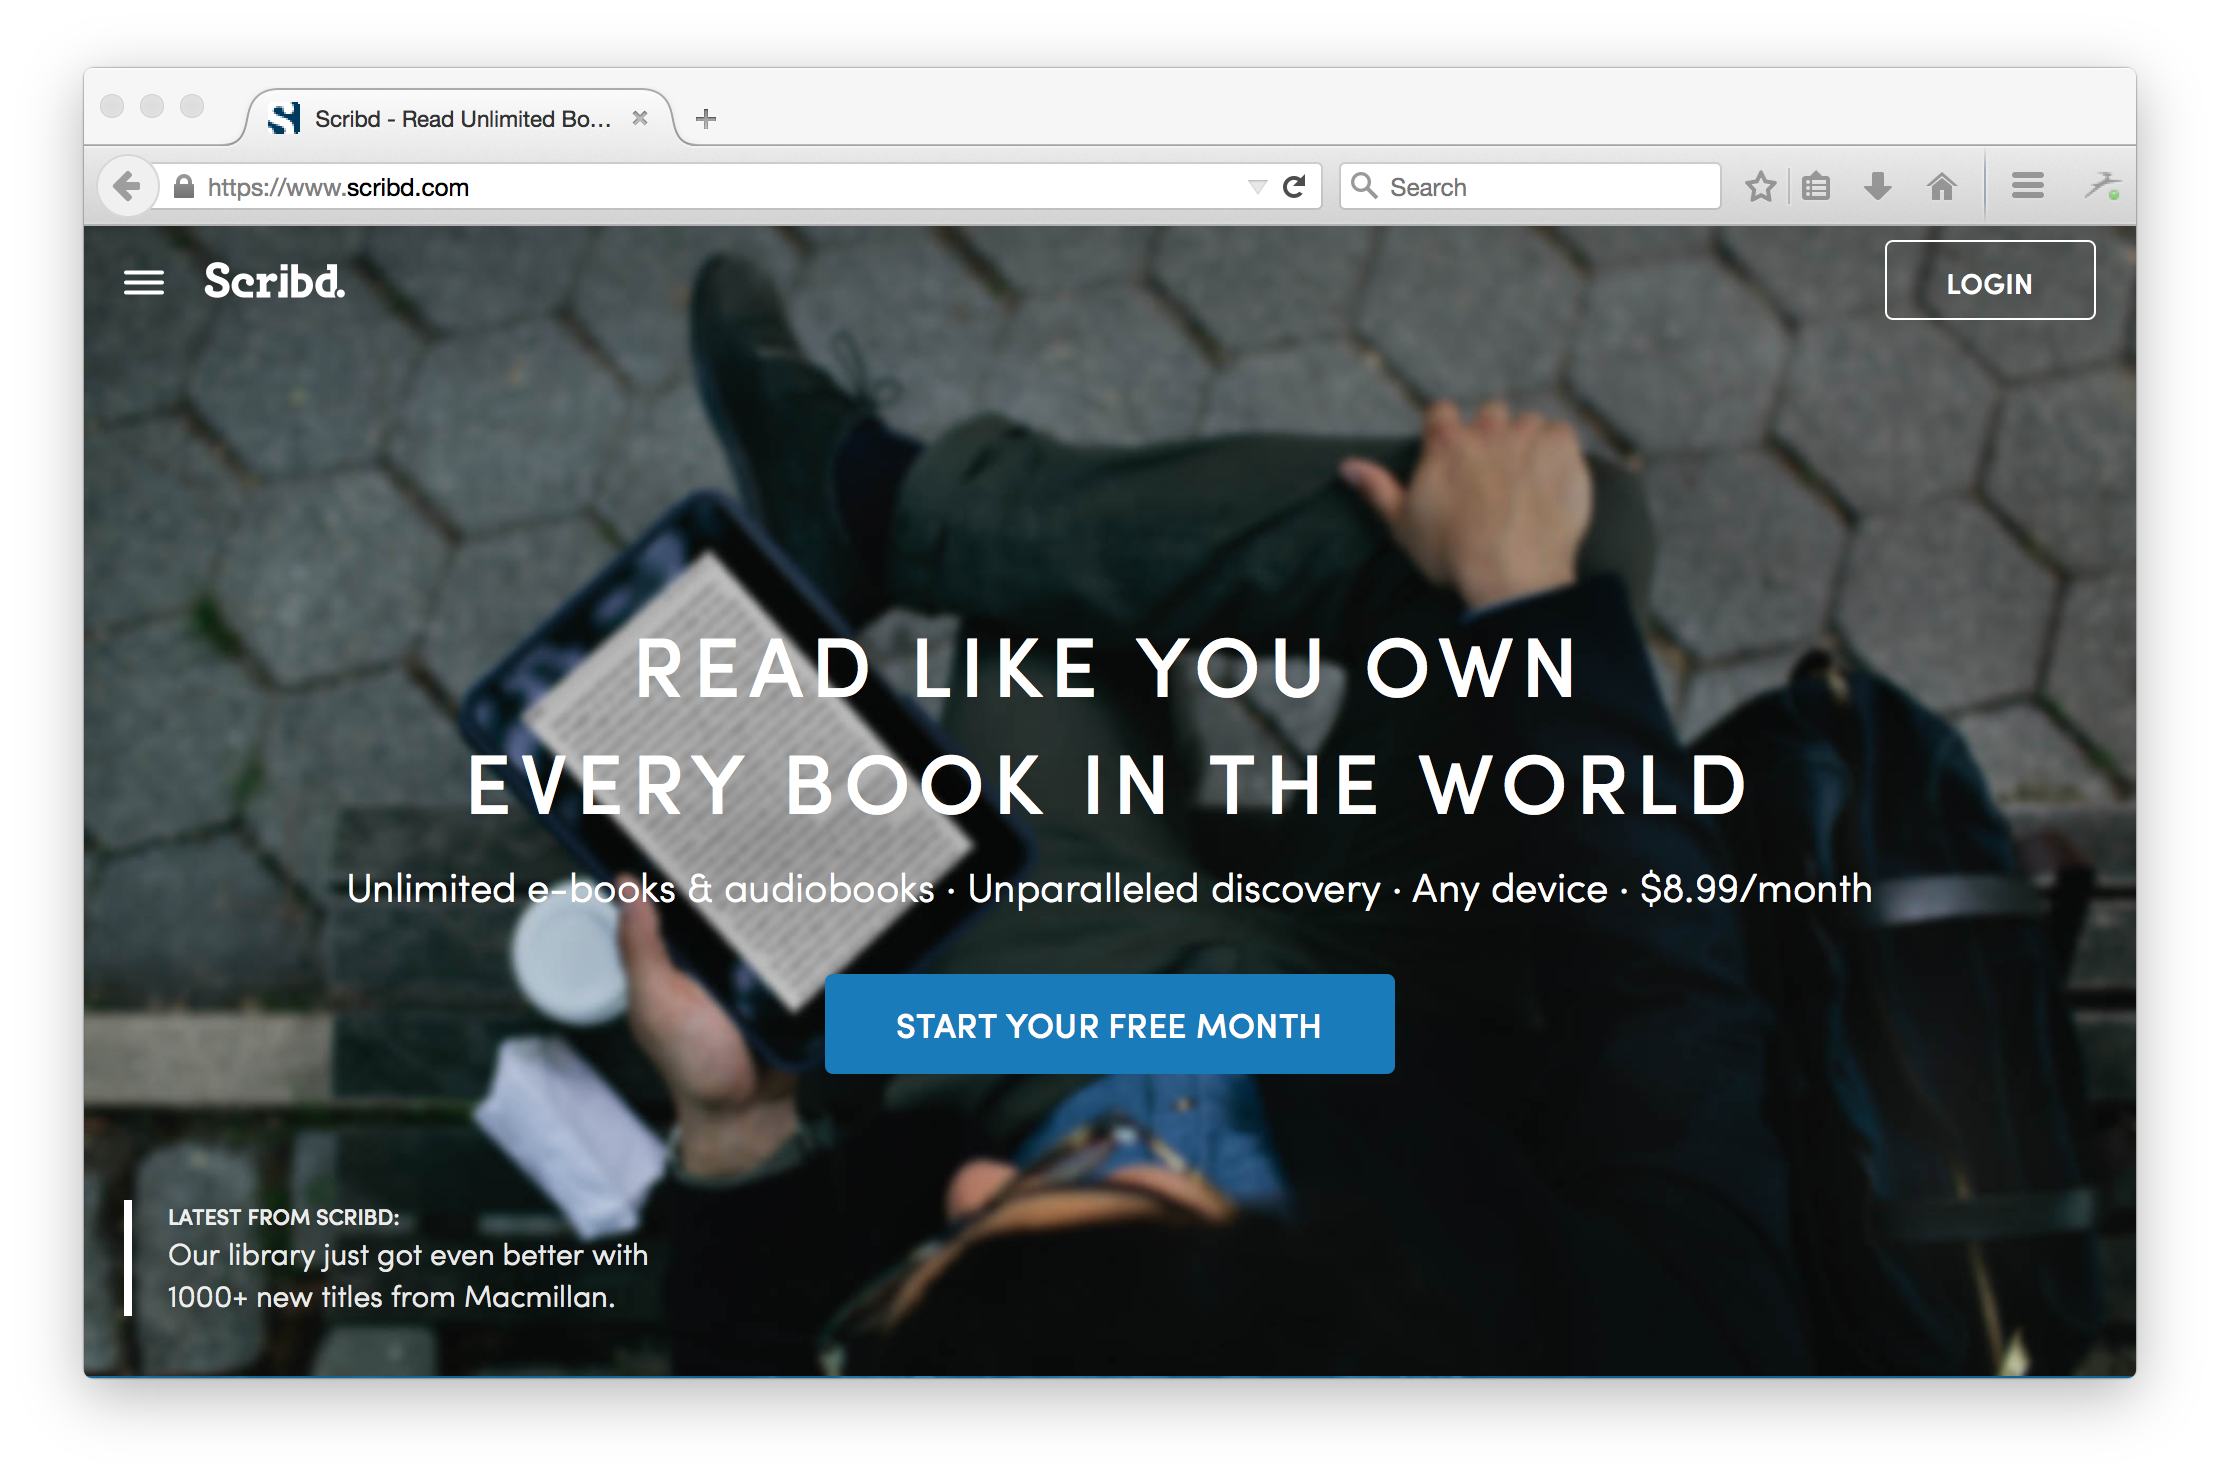 Scribd - Read Unlimited Bo...
https://www.scribd.com
Search
Scribd.
LOGIN
READ LIKE YOU OWN
EVERY BOOK IN THE WORLD
Unlimited e-books & audiobooks · Unparalleled discovery · Any device · $8.99/month
START YOUR FREE MONTH
LATEST FROM SCRIBD:
Our library just got even better with
1000+ new titles from Macmillan.